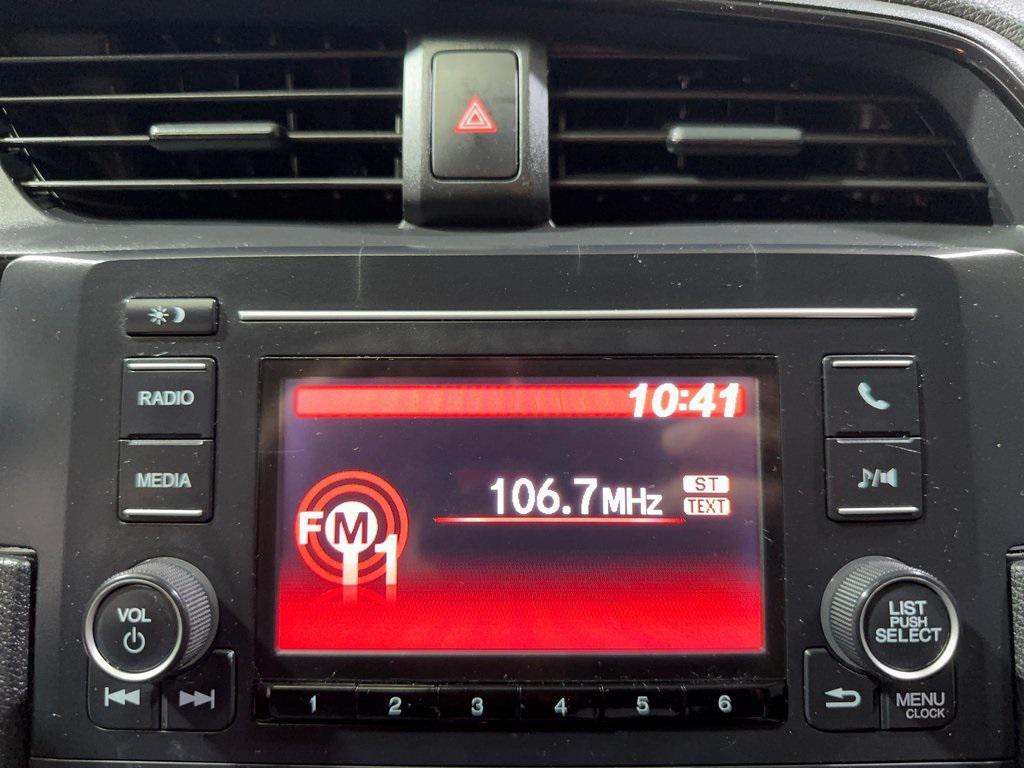 RADIO
MEDIA
10:41
106.7MHz
ST
TEXT
FM
1
VOL
LIST
PUSH
SELECT
1 2 3 4 5 6
MENU
CLOCK